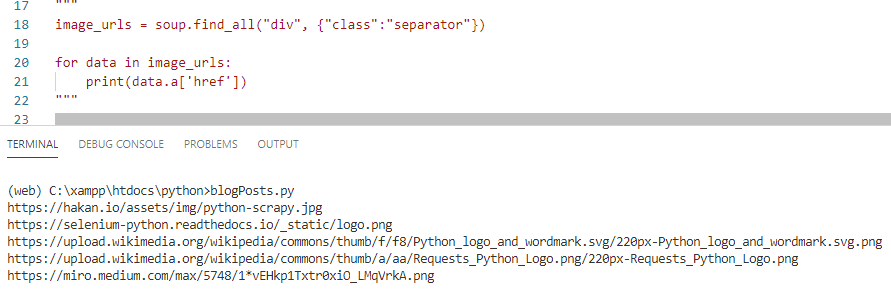 17 """
18 image_urls = soup.find_all("div", {"class":"separator"})
19
20 for data in image_urls:
21 print(data.a['href'])
22 """
23
TERMINAL DEBUG CONSOLE PROBLEMS OUTPUT
(web) C:\xampp\htdocs\python>blogPosts.py
https://hakan.io/assets/img/python-scrapy.jpg
https://selenium-python.readthedocs.io/_static/logo.png
https://upload.wikimedia.org/wikipedia/commons/thumb/f/f8/Python_logo_and_wordmark.svg/220px-Python_logo_and_wordmark.svg.png
https://upload.wikimedia.org/wikipedia/commons/thumb/a/aa/Requests_Python_Logo.png/220px-Requests_Python_Logo.png
https://miro.medium.com/max/5748/1*vEHkp1Txtr0xiO_LMqVrkA.png